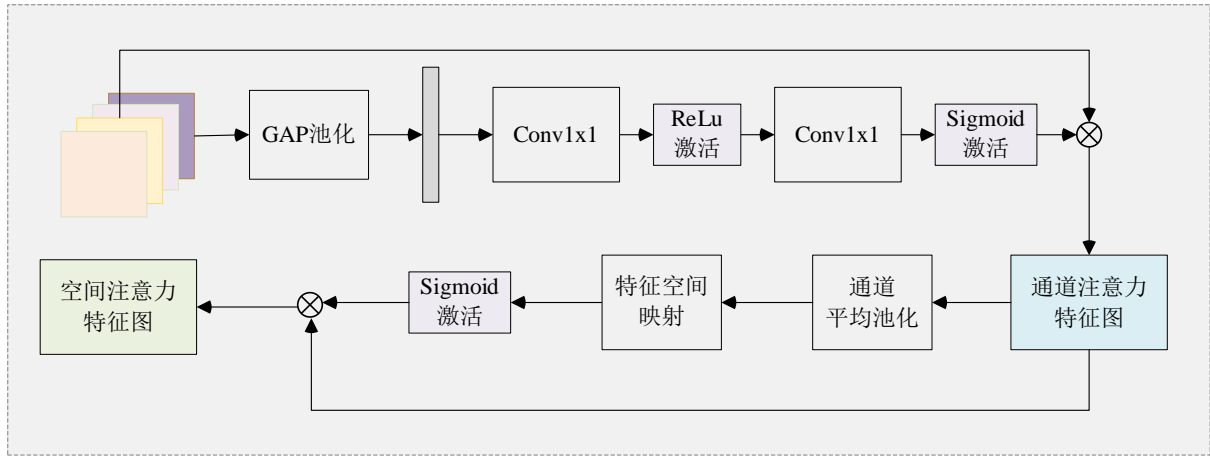 GAP池化
Conv1x1
ReLu
激活
Conv1x1
Sigmoid
激活
空间注意力
特征图
Sigmoid
激活
特征空间
映射
通道
平均池化
通道注意力
特征图